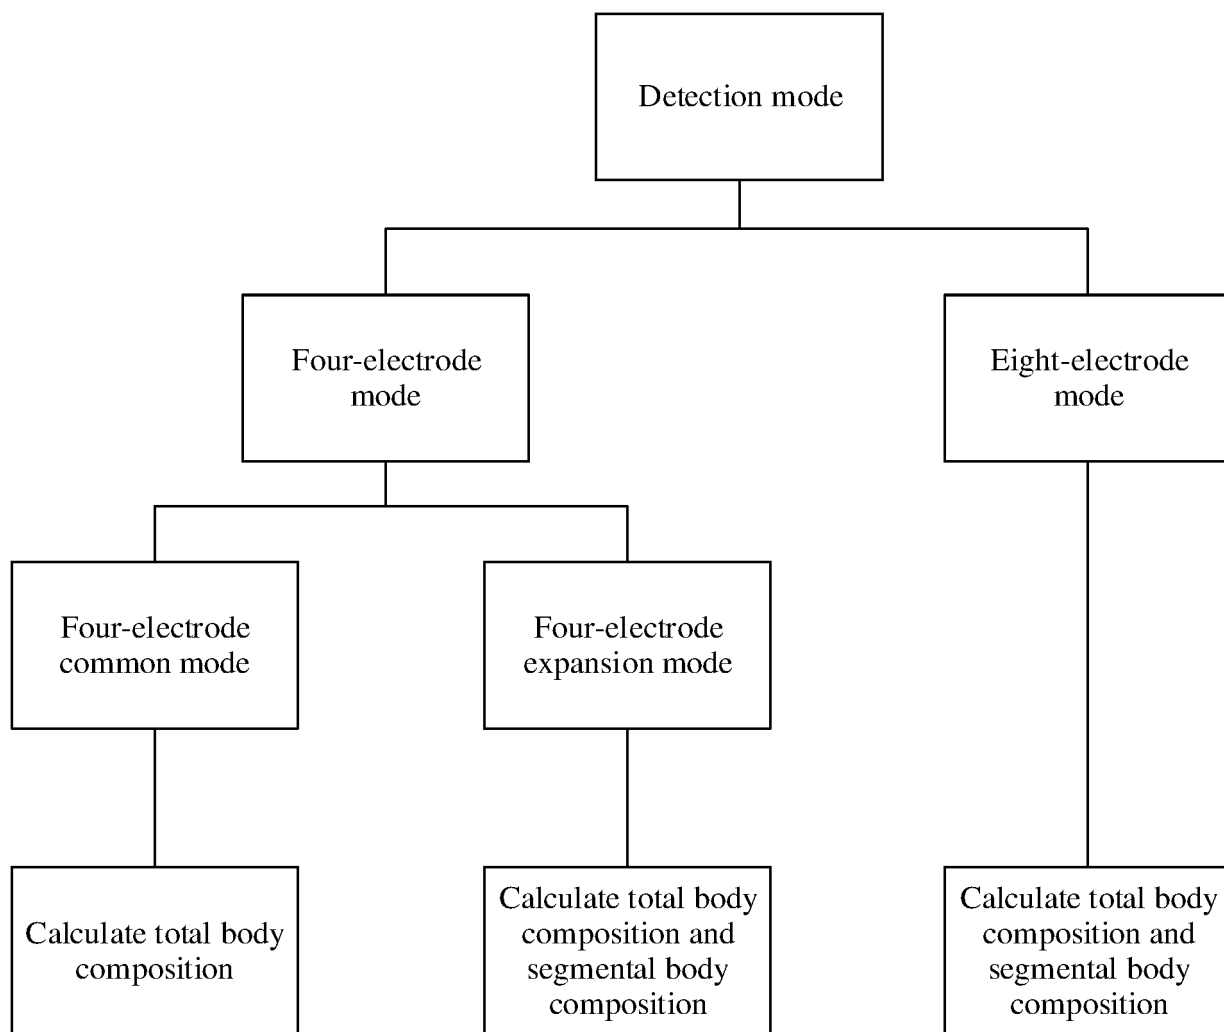 Detection mode
Four-electrode
mode
Eight-electrode
mode
Four-electrode
common mode
Four-electrode
expansion mode
Calculate total body
composition
Calculate total body
composition and
segmental body
composition
Calculate total body
composition and
segmental body
composition